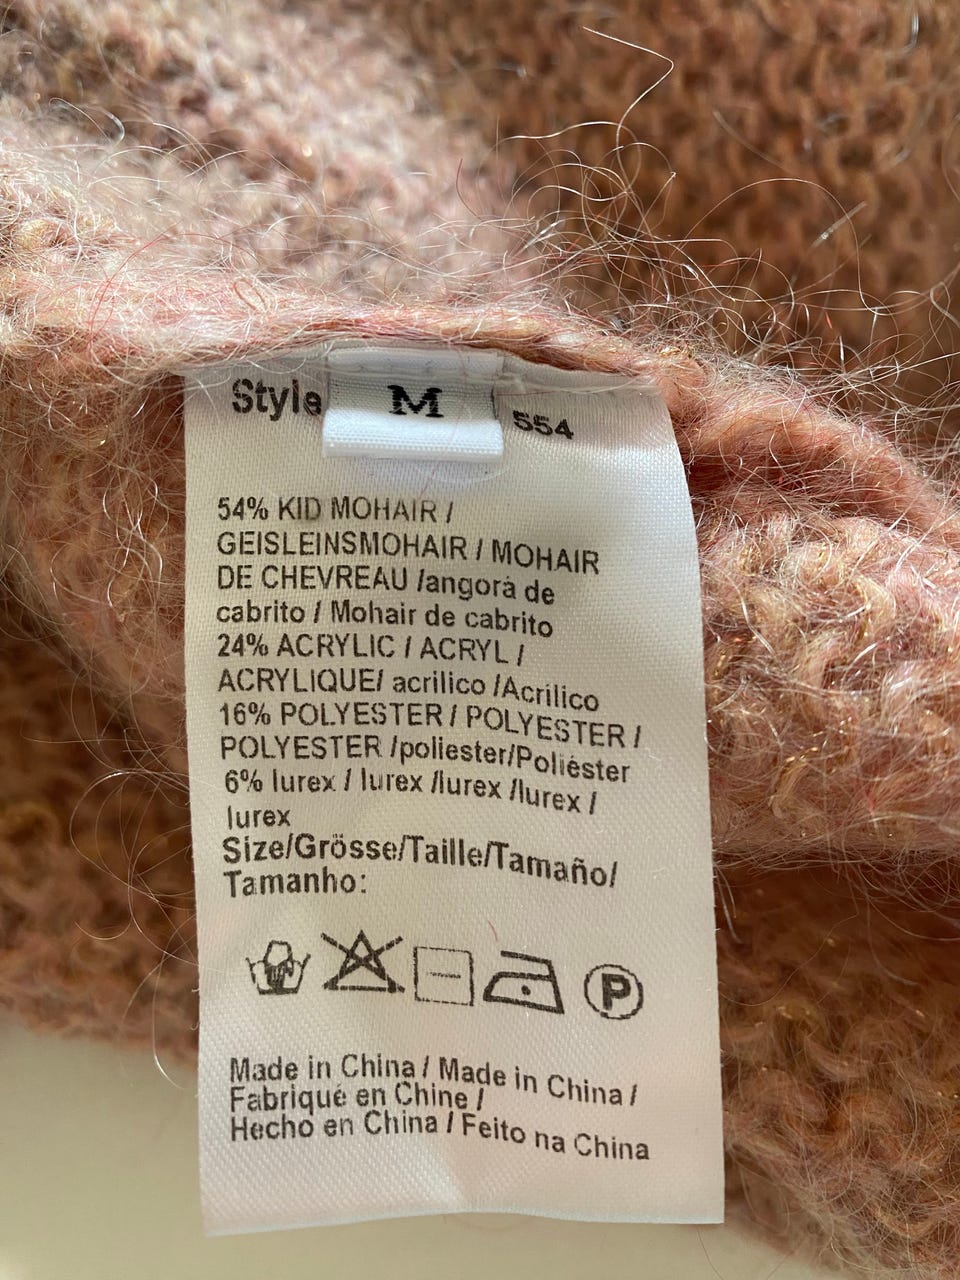 Style M 554
54% KID MOHAIR /
GEISLEINSMOHAIR / MOHAIR
DE CHEVREAU /angorá de
cabrito / Mohair de cabrito
24% ACRYLIC / ACRYL /
ACRYLIQUE/ acrilico /Acrílico
16% POLYESTER / POLYESTER /
POLYESTER /poliester/Poliéster
6% lurex / lurex /lurex /lurex /
lurex
Size/Grösse/Taille/Tamaño/
Tamanho:
P
Made in China / Made in China /
Fabriqué en Chine /
Hecho en China / Feito na China